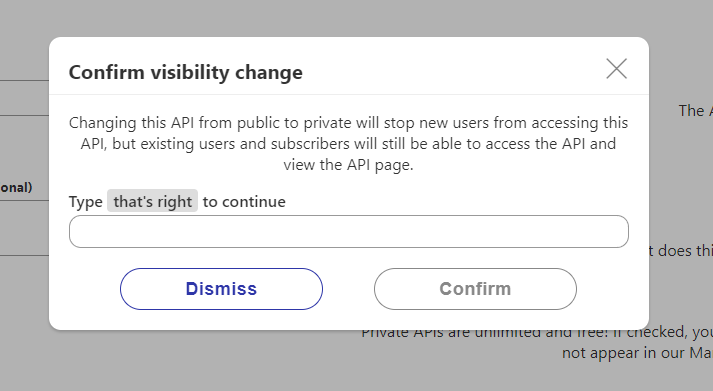 Confirm visibility change
The
Changing this API from public to private will stop new users from accessing this
API, but existing users and subscribers will still be able to access the API and
view the API page.
onal)
Type that's right to continue
t does thi
Dismiss
Confirm
Private APIs are unlimited and free! If checked, you
not appear in our Ma